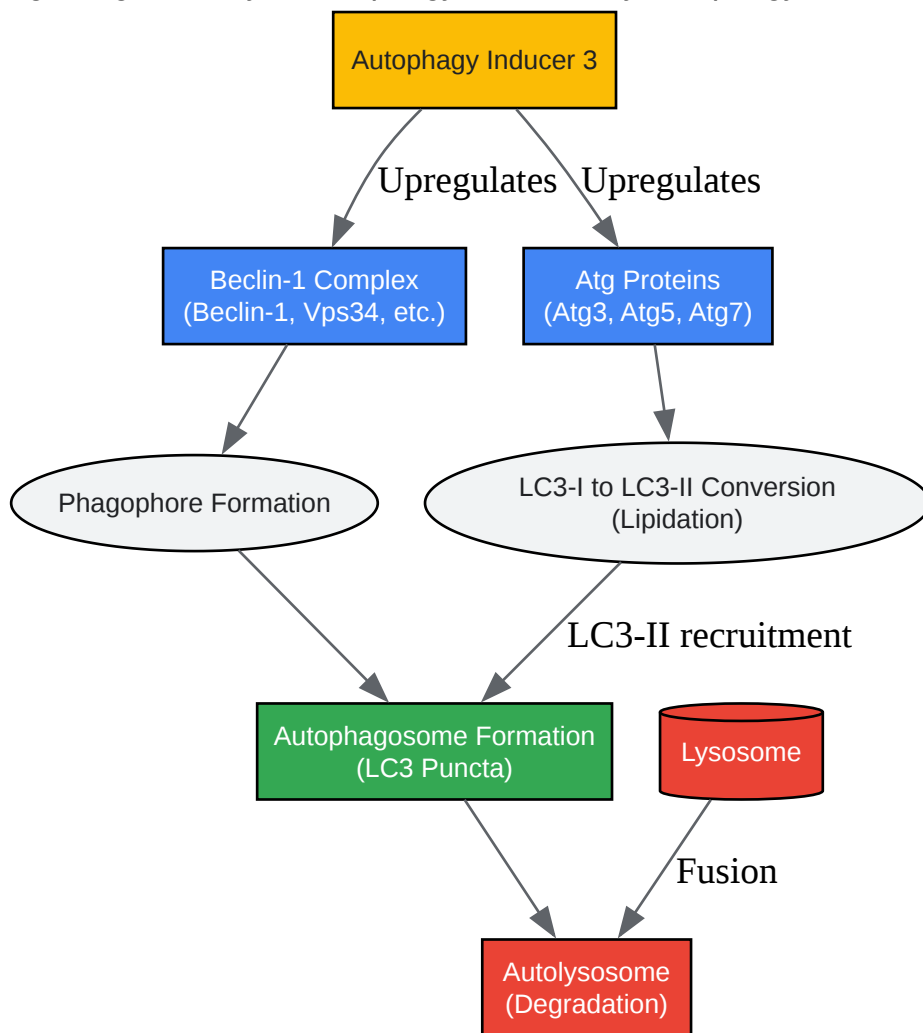 Autophagy Inducer 3
Upregulates
Upregulates
Beclin-1 Complex
(Beclin-1, Vps34, etc.)
Atg Proteins
(Atg3, Atg5, Atg7)
Phagophore Formation
LC3-I to LC3-II Conversion
(Lipidation)
LC3-II recruitment
Autophagosome Formation
(LC3 Puncta)
Lysosome
Fusion
Autolysosome
(Degradation)